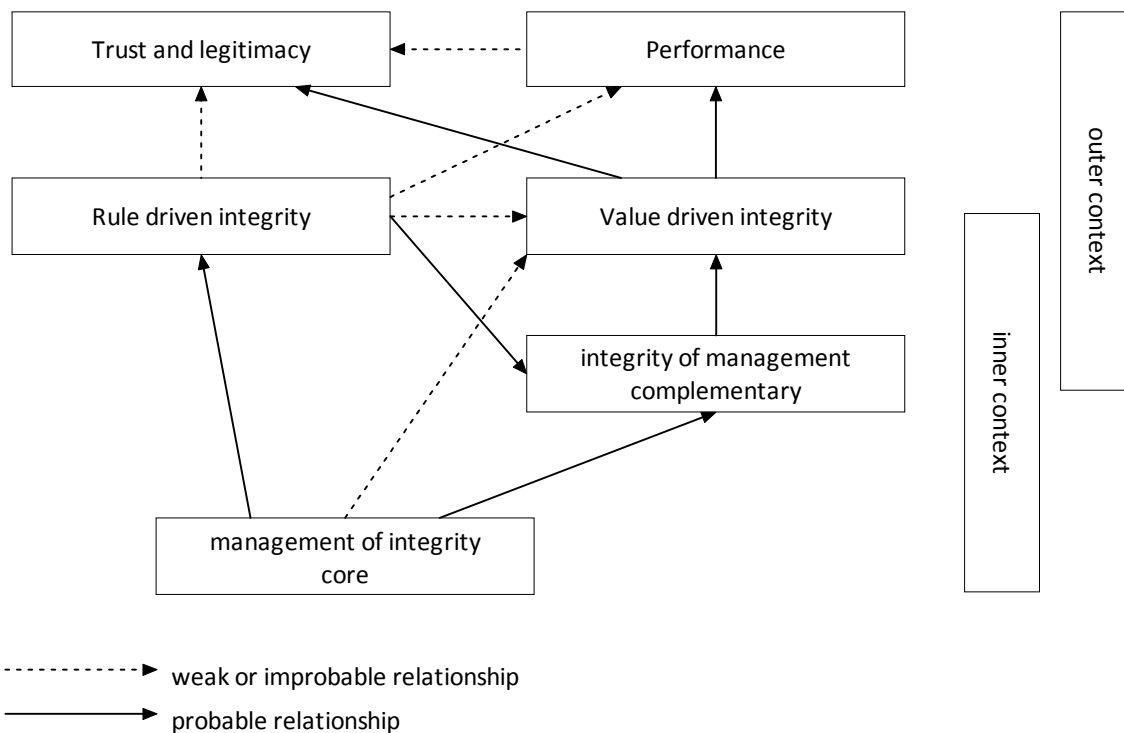 Trust and legitimacy
Performance
outer context
Rule driven integrity
Value driven integrity
inner context
integrity of management
complementary
management of integrity
core
weak or improbable relationship
probable relationship